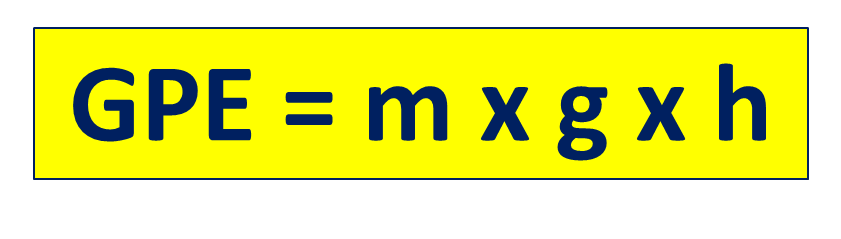 GPE = m x g x h